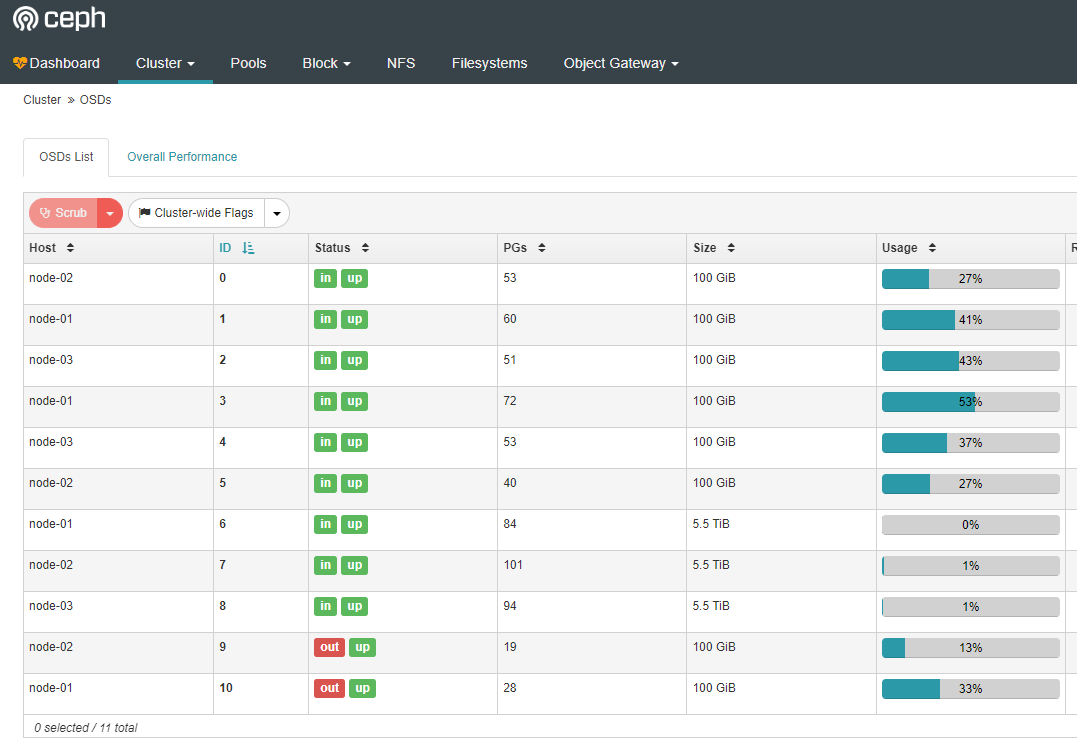 ceph
Dashboard Cluster Pools Block NFS Filesystems Object Gateway
Cluster » OSDs
OSDs List Overall Performance
Scrub Cluster-wide Flags
Host ID Status PGs Size Usage R
node-02 0 in up 53 100 GiB 27%
node-01 1 in up 60 100 GiB 41%
node-03 2 in up 51 100 GiB 43%
node-01 3 in up 72 100 GiB 53%
node-03 4 in up 53 100 GiB 37%
node-02 5 in up 40 100 GiB 27%
node-01 6 in up 84 5.5 TiB 0%
node-02 7 in up 101 5.5 TiB 1%
node-03 8 in up 94 5.5 TiB 1%
node-02 9 out up 19 100 GiB 13%
node-01 10 out up 28 100 GiB 33%
0 selected / 11 total